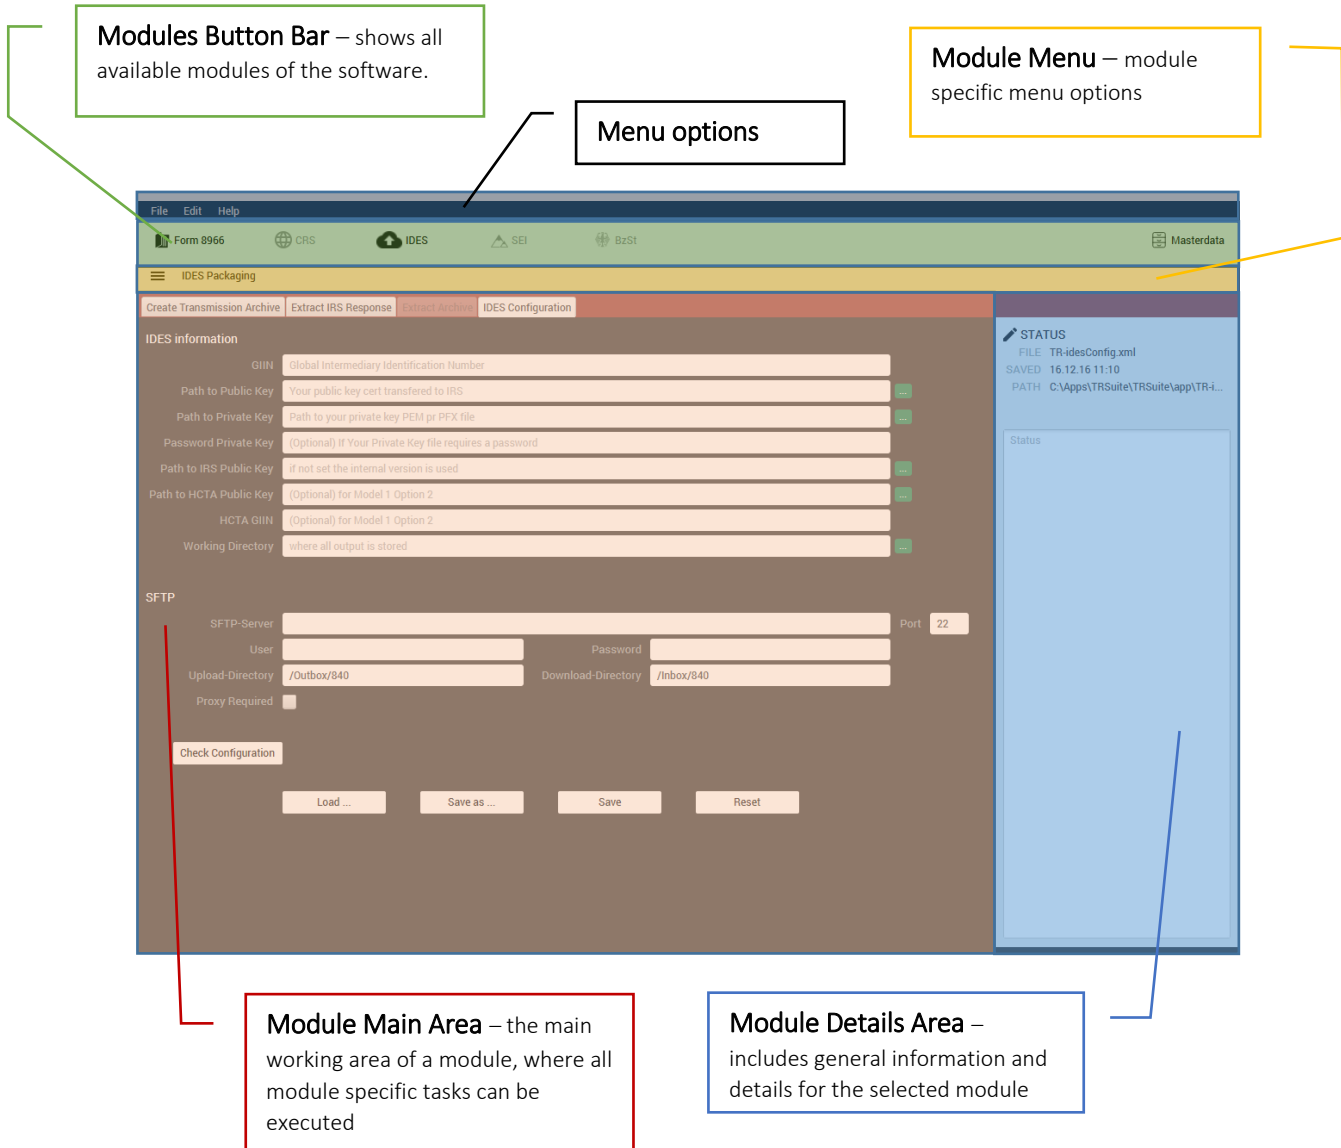 Modules Button Bar – shows all
available modules of the software.
Module Menu – module
specific menu options
Menu options
File Edit Help
Form 8966 CRS IDES SEI BzSt Masterdata
IDES Packaging
Create Transmission Archive Extract IRS Response Extract Archive IDES Configuration
IDES information
GIIN Global Intermediary Identification Number
Path to Public Key Your public key cert transfered to IRS ...
Path to Private Key Path to your private key PEM pr PFX file ...
Password Private Key (Optional) If Your Private Key file requires a password
Path to IRS Public Key if not set the internal version is used ...
Path to HCTA Public Key (Optional) for Model 1 Option 2 ...
HCTA GIIN (Optional) for Model 1 Option 2
Working Directory where all output is stored ...
SFTP
SFTP-Server Port 22
User Password
Upload-Directory /Outbox/840 Download-Directory /Inbox/840
Proxy Required
Check Configuration
Load ... Save as ... Save Reset
STATUS
FILE TR-idesConfig.xml
SAVED 16.12.16 11:10
PATH C:\Apps\TRSuite\TRSuite\app\TR-i...
Status
Module Main Area – the main
working area of a module, where all
module specific tasks can be
executed
Module Details Area –
includes general information and
details for the selected module